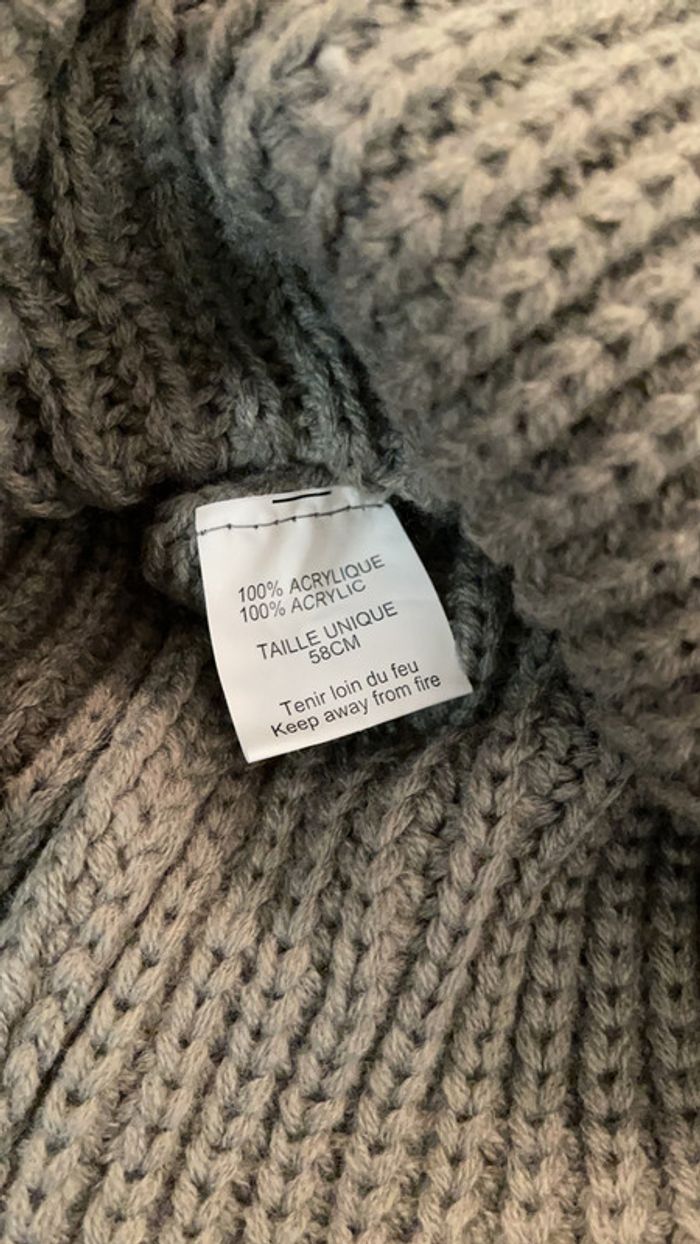 100% ACRYLIQUE
100% ACRYLIC
TAILLE UNIQUE
58CM
Tenir loin du feu
Keep away from fire